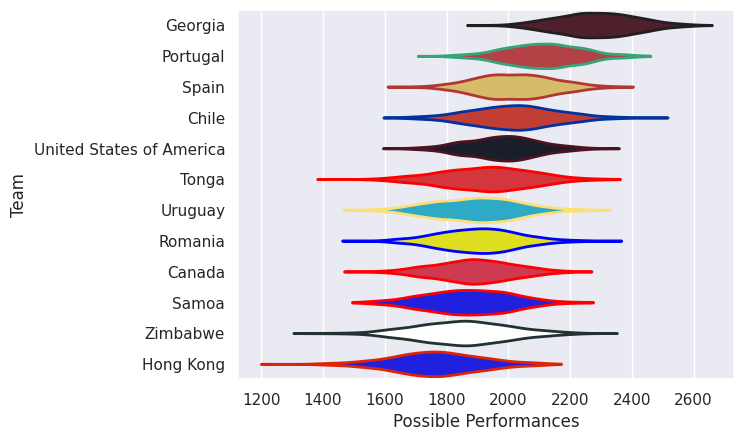 Georgia
Portugal
Spain
Chile
United States of America
Tonga
Uruguay
Romania
Canada
Samoa
Zimbabwe
Hong Kong
Team
1200 1400 1600 1800 2000 2200 2400 2600
Possible Performances